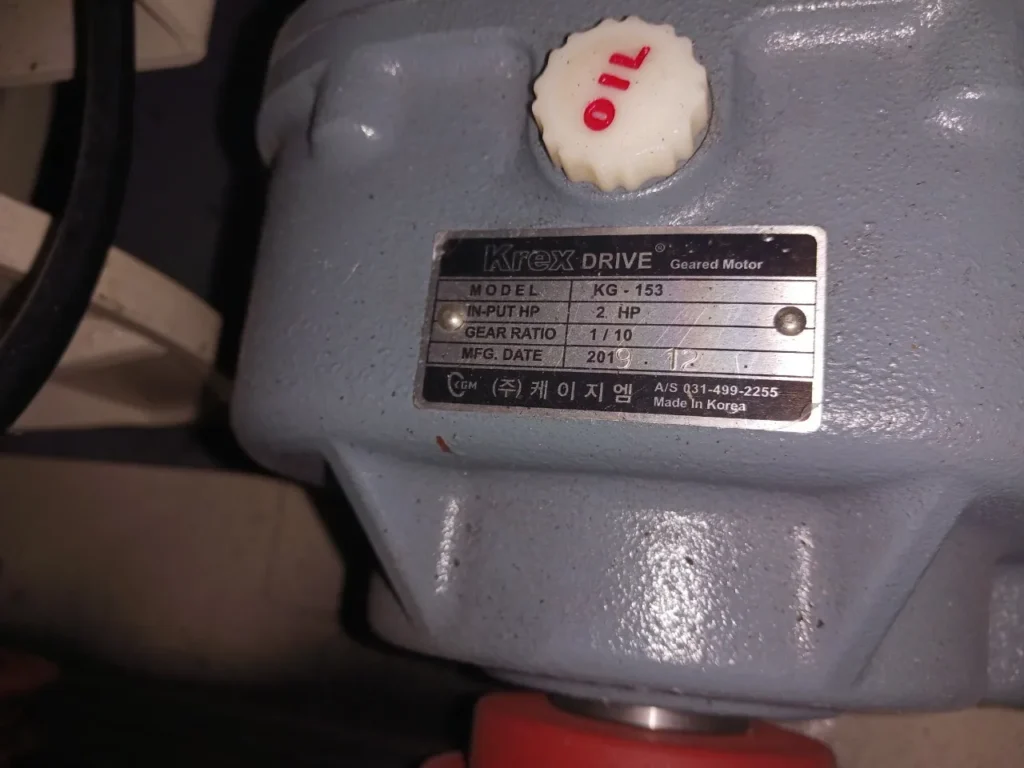 OIL
Krex DRIVE® Geared Motor
MODEL KG - 153
IN-PUT HP 2 HP
GEAR RATIO 1 / 10
MFG. DATE 2019 . 12
KGM (주) 케이지엠 A/S 031-499-2255
Made In Korea